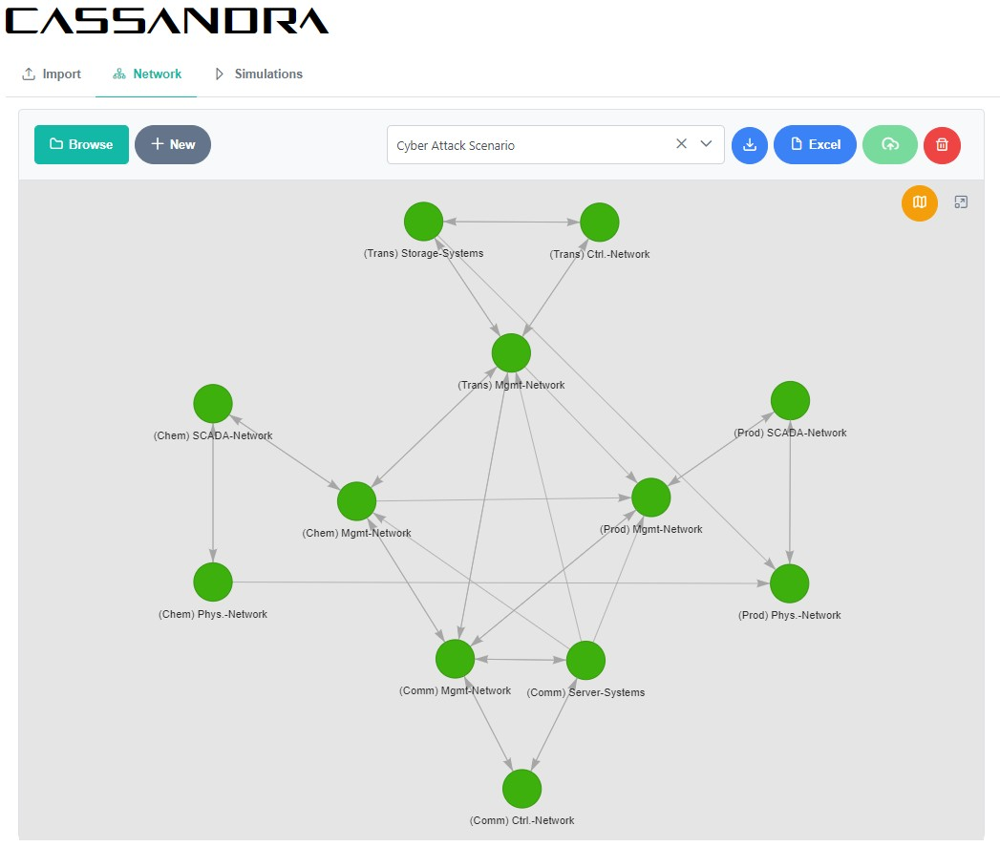 CASSANDRA
Import Network Simulations
Browse New Cyber Attack Scenario Excel
(Trans) Storage-Systems (Trans) Ctrl.-Network
(Trans) Mgmt-Network
(Chem) SCADA-Network (Prod) SCADA-Network
(Chem) Mgmt-Network (Prod) Mgmt-Network
(Chem) Phys.-Network (Prod) Phys.-Network
(Comm) Mgmt-Network (Comm) Server-Systems
(Comm) Ctrl.-Network